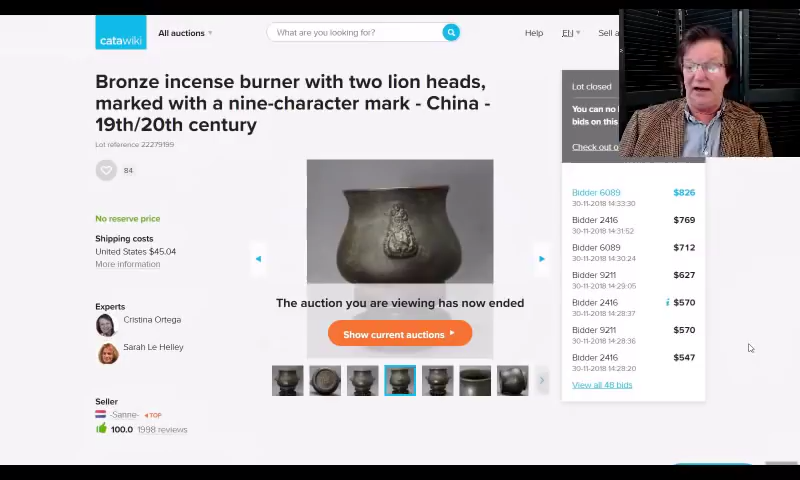 catawiki
All auctions
What are you looking for?
Help
EN
Sell a
Bronze incense burner with two lion heads,
marked with a nine-character mark - China -
19th/20th century
Lot reference 22279199
84
No reserve price
Shipping costs
United States $45.04
More information
Experts
Cristina Ortega
Sarah Le Helley
Seller
-Sanne- TOP
100.0 1998 reviews
The auction you are viewing has now ended
Show current auctions
Lot closed
You can no
bids on this
Check out o
Bidder 6089 $826
30-11-2018 14:33:30
Bidder 2416 $769
30-11-2018 14:31:52
Bidder 6089 $712
30-11-2018 14:30:24
Bidder 9211 $627
30-11-2018 14:29:05
Bidder 2416 i $570
30-11-2018 14:28:37
Bidder 9211 $570
30-11-2018 14:28:36
Bidder 2416 $547
30-11-2018 14:28:20
View all 48 bids